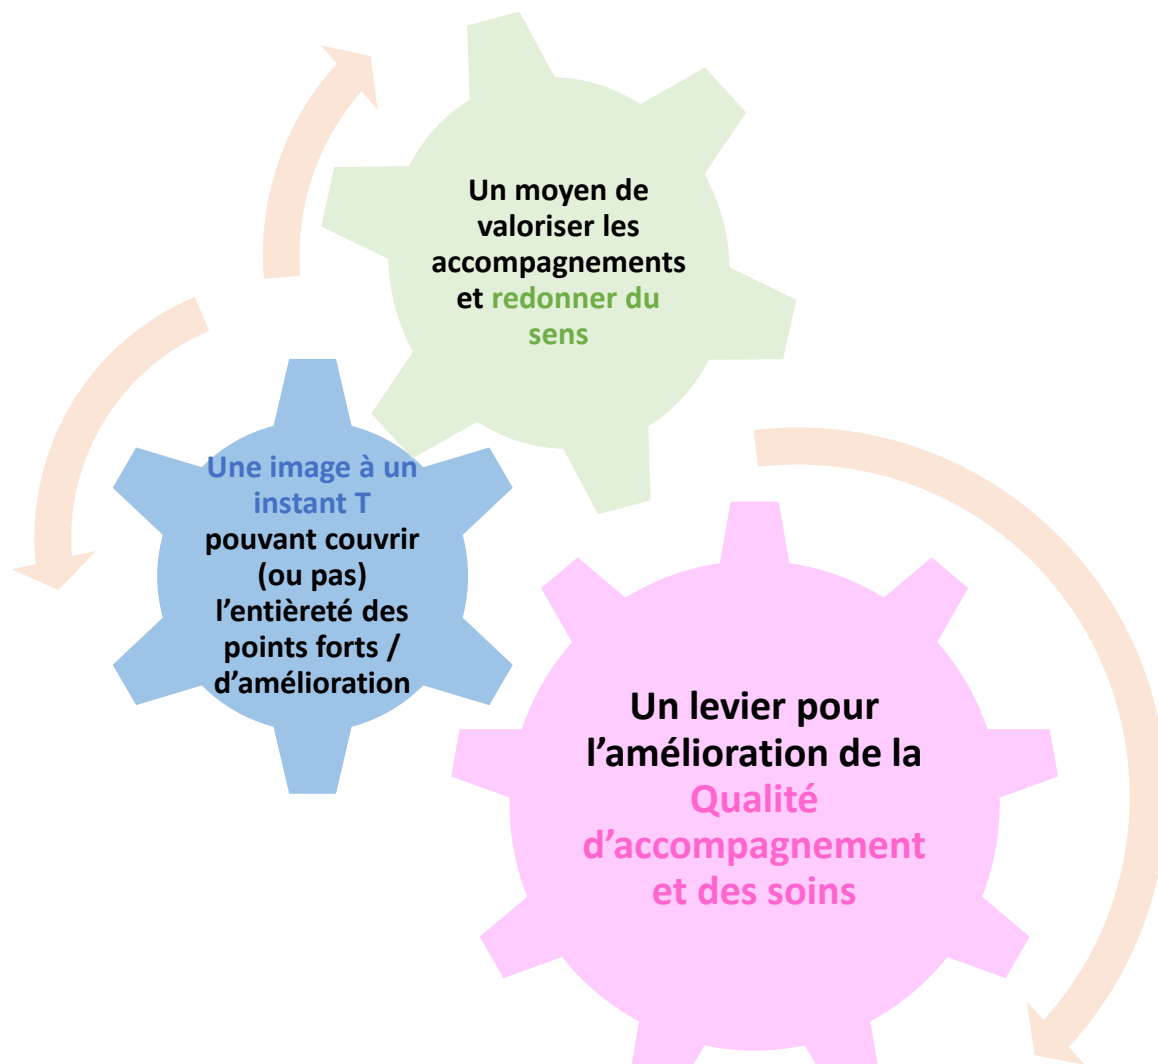 Un moyen de
valoriser les
accompagnements
et redonner du
sens
Une image à un
instant T
pouvant couvrir
(ou pas)
l’entièreté des
points forts /
d’amélioration
Un levier pour
l’amélioration de la
Qualité
d’accompagnement
et des soins